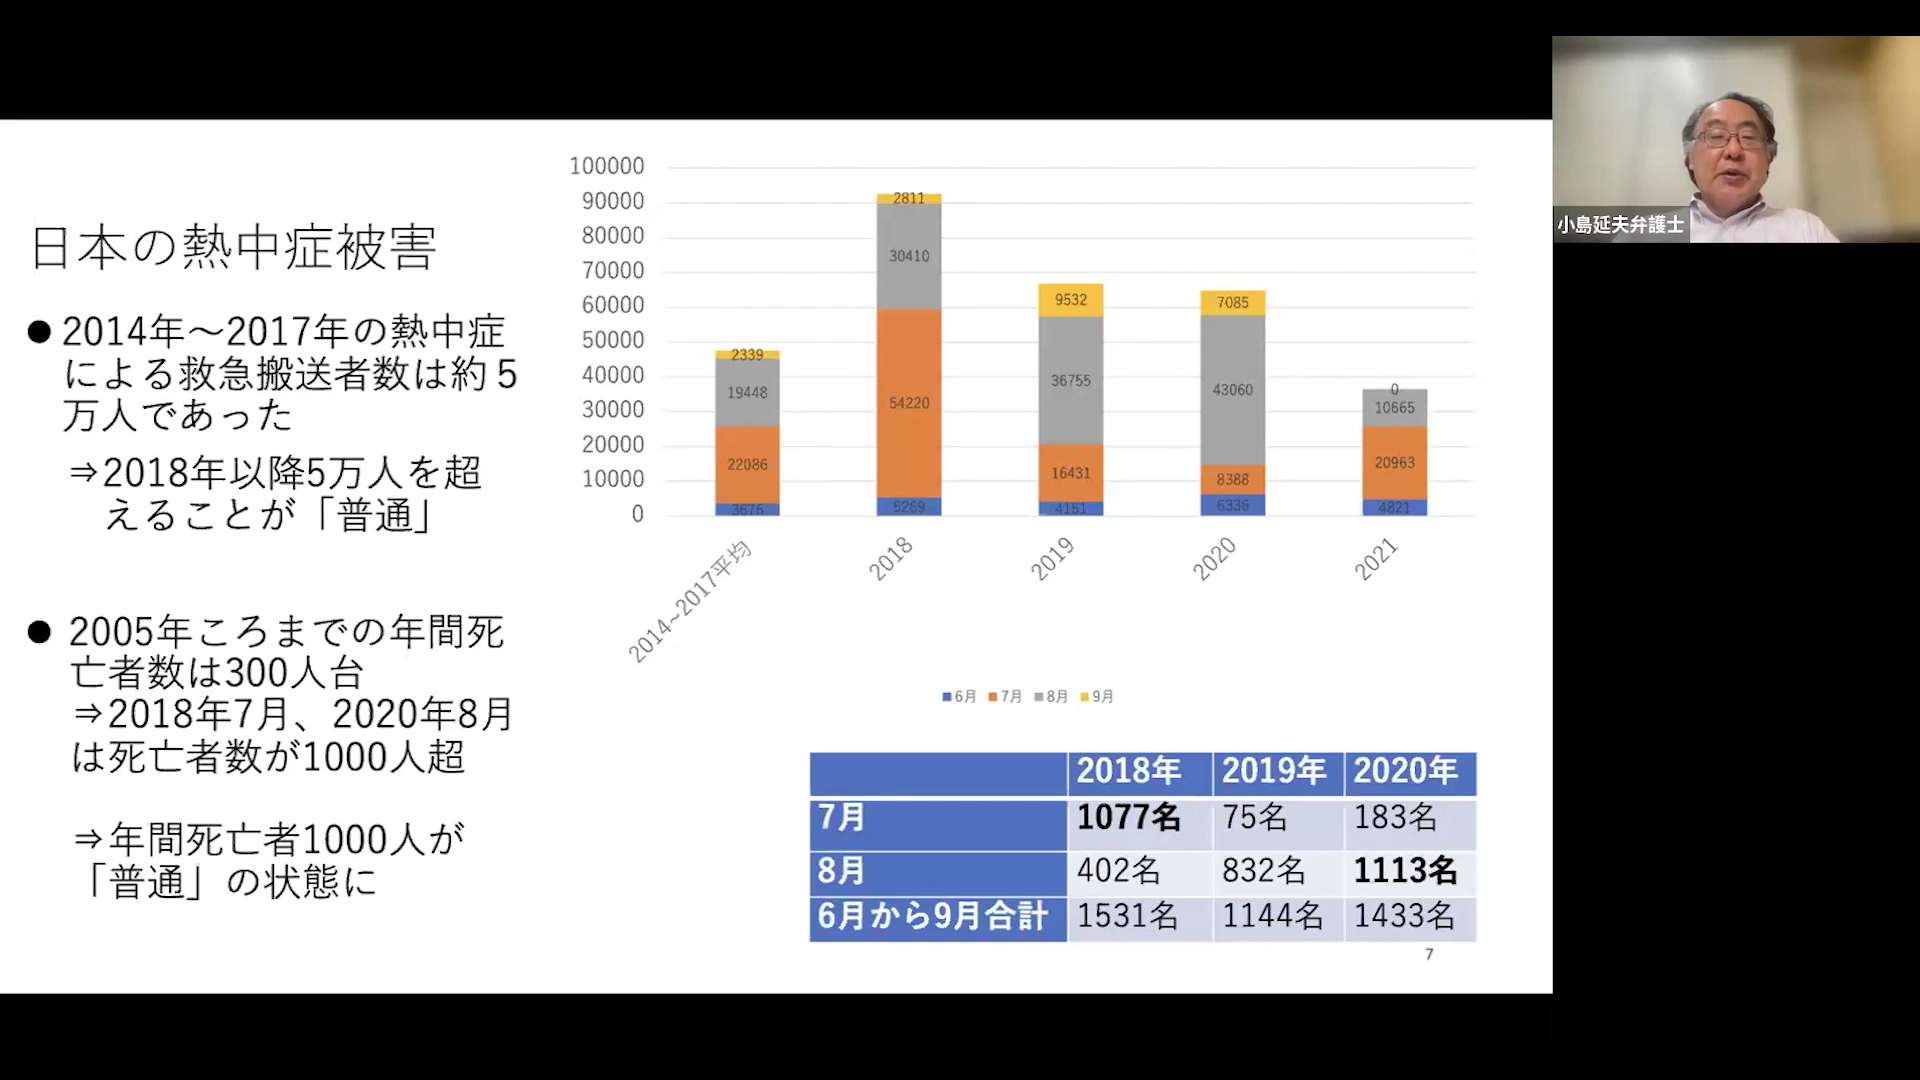 日本の熱中症被害
● 2014年～2017年の熱中症
による救急搬送者数は約５
万人であった
⇒2018年以降5万人を超
えることが「普通」
● 2005年ころまでの年間死
亡者数は300人台
⇒2018年7月、2020年8月
は死亡者数が1000人超
⇒年間死亡者1000人が
「普通」の状態に
100000
90000
80000
70000
60000
50000
40000
30000
20000
10000
0
2339
19448
22086
3676
2811
30410
54220
5269
9532
36755
16431
4151
7085
43060
8388
6336
0
10665
20963
4821
2014~2017平均
2018
2019
2020
2021
6月 7月 8月 9月
2018年 2019年 2020年
7月 1077名 75名 183名
8月 402名 832名 1113名
6月から9月合計 1531名 1144名 1433名
7
小島延夫弁護士